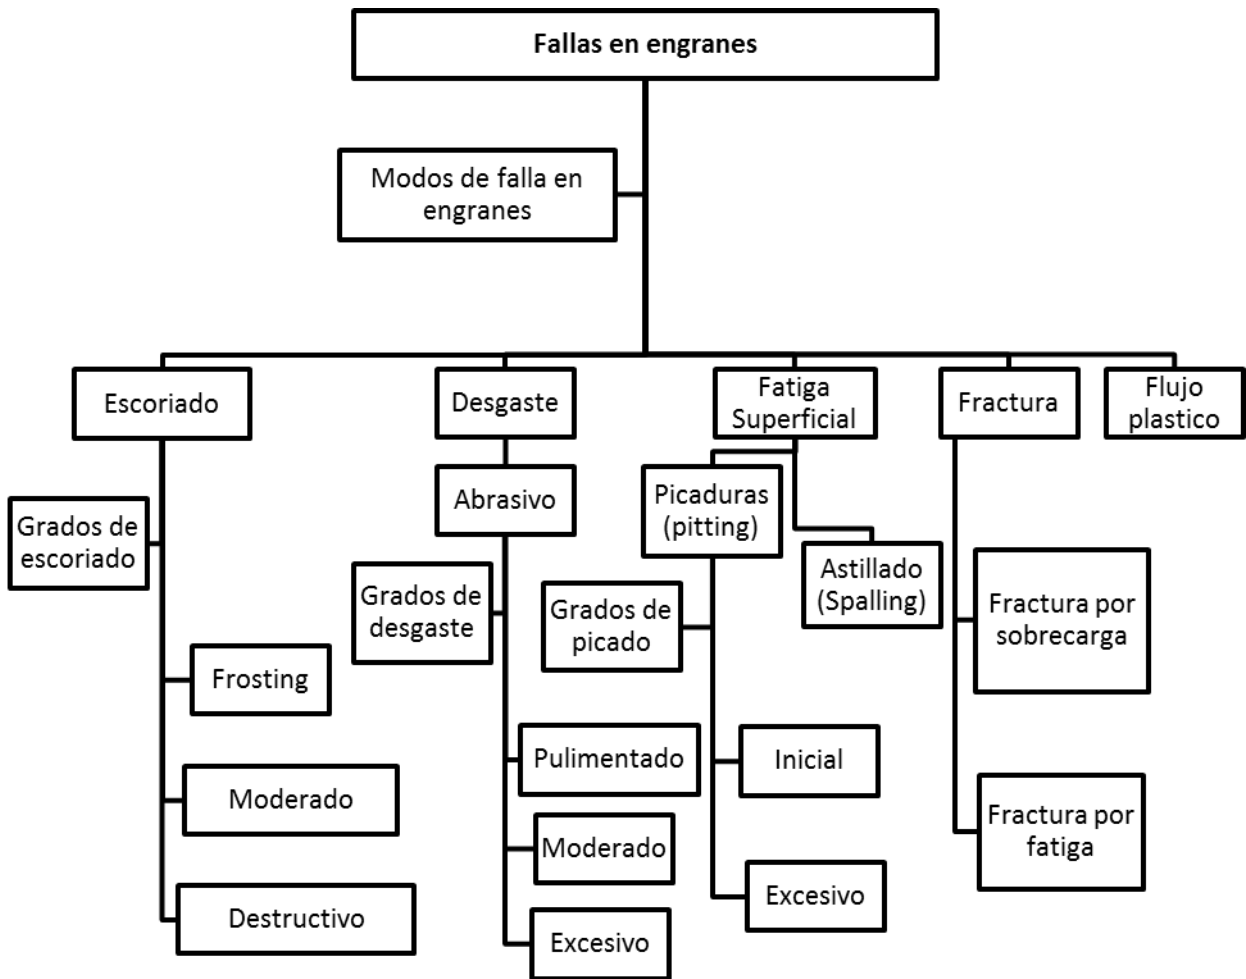 Fallas en engranes
Modos de falla en
engranes
Escoriado
Desgaste
Fatiga
Superficial
Fractura
Flujo
plastico
Grados de
escoriado
Frosting
Moderado
Destructivo
Abrasivo
Grados de
desgaste
Pulimentado
Moderado
Excesivo
Picaduras
(pitting)
Astillado
(Spalling)
Grados de
picado
Inicial
Excesivo
Fractura por
sobrecarga
Fractura por
fatiga